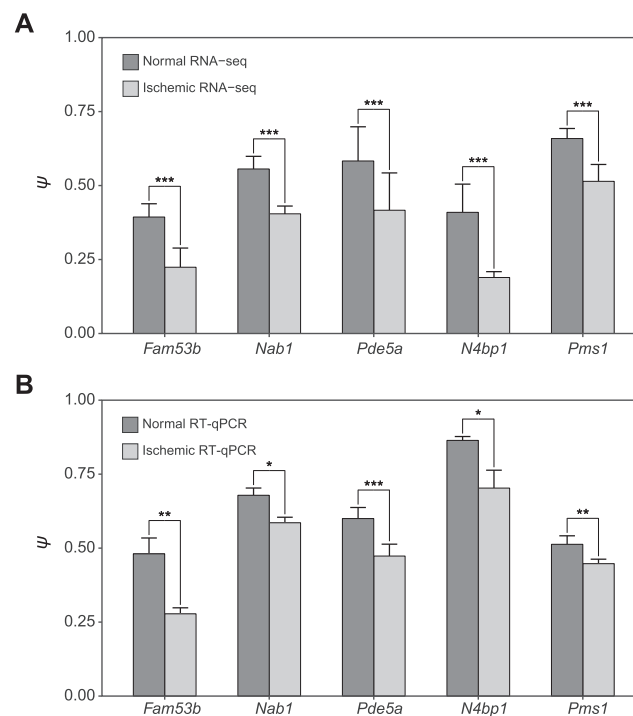 A
1.00
Normal RNA−seq
Ischemic RNA−seq
0.75
0.50
0.25
0.00
ψ
*** *** *** *** ***
Fam53b Nab1 Pde5a N4bp1 Pms1
B
1.00
Normal RT-qPCR
Ischemic RT-qPCR
0.75
0.50
0.25
0.00
ψ
** * *** * **
Fam53b Nab1 Pde5a N4bp1 Pms1